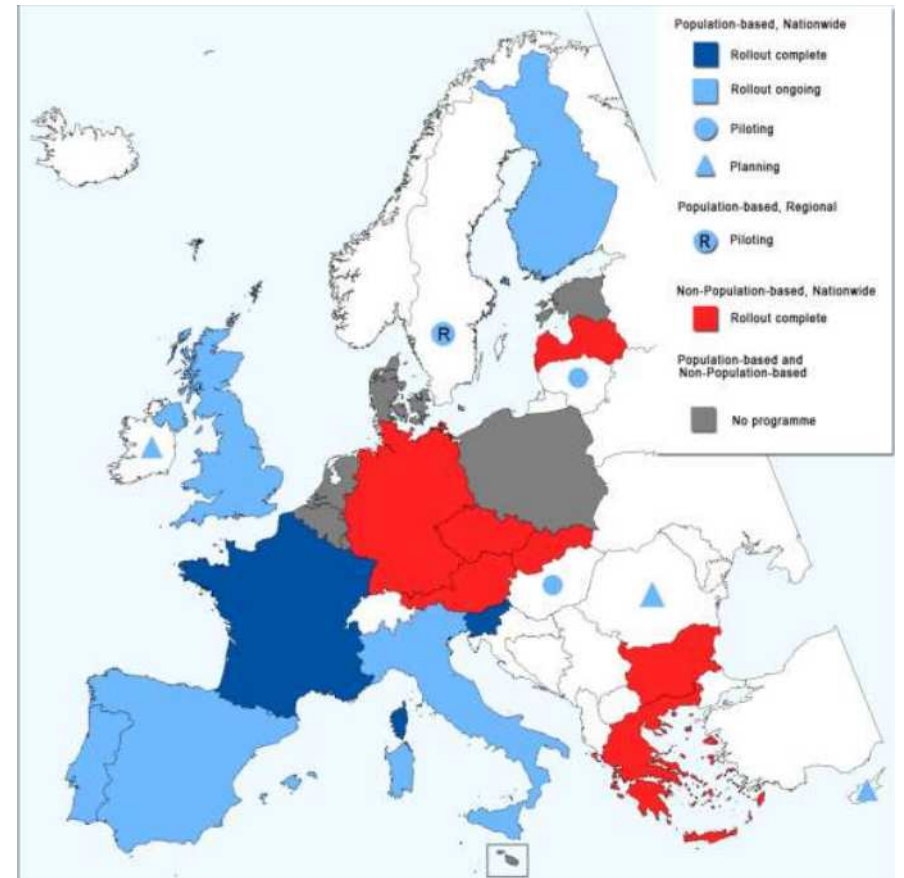 Population-based, Nationwide
Rollout complete
Rollout ongoing
Piloting
Planning
Population-based, Regional
R Piloting
Non-Population-based, Nationwide
Rollout complete
Population-based and
Non-Population-based
No programme
R